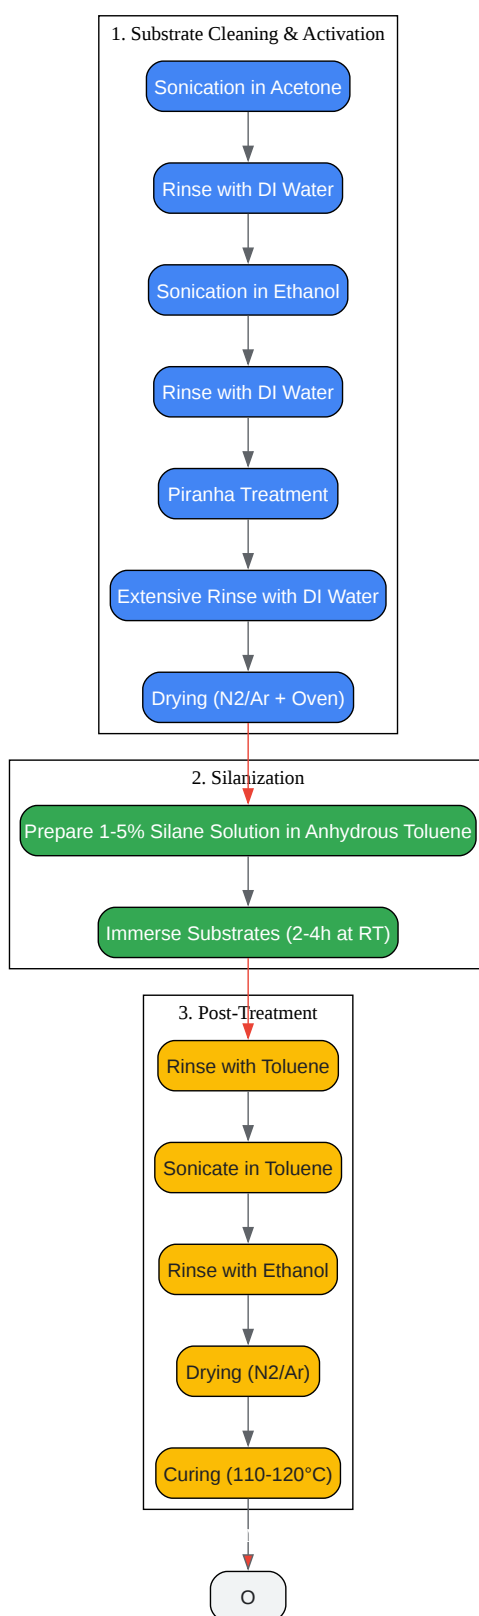 1. Substrate Cleaning & Activation
Sonication in Acetone
Rinse with DI Water
Sonication in Ethanol
Rinse with DI Water
Piranha Treatment
Extensive Rinse with DI Water
Drying (N2/Ar + Oven)
2. Silanization
Prepare 1-5% Silane Solution in Anhydrous Toluene
Immerse Substrates (2-4h at RT)
3. Post-Treatment
Rinse with Toluene
Sonicate in Toluene
Rinse with Ethanol
Drying (N2/Ar)
Curing (110-120°C)
O